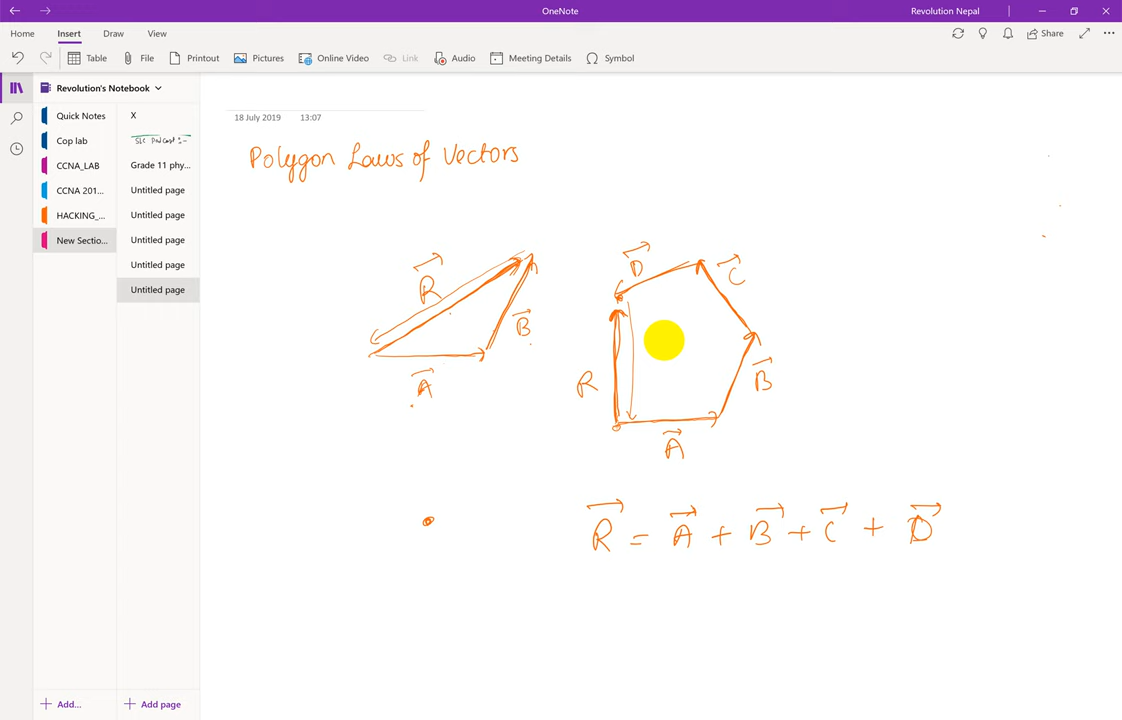 OneNote
Revolution Nepal
Home Insert Draw View
Share
Table File Printout Pictures Online Video Link Audio Meeting Details Symbol
Revolution's Notebook
Quick Notes
Cop lab
CCNA_LAB
CCNA 201...
HACKING_...
New Sectio...
X
Grade 11 phy...
Untitled page
Untitled page
Untitled page
Untitled page
Untitled page
18 July 2019 13:07
Polygon Laws of Vectors
R
B
A
D
C
B
R
A
R = A + B + C + D
Add...
Add page